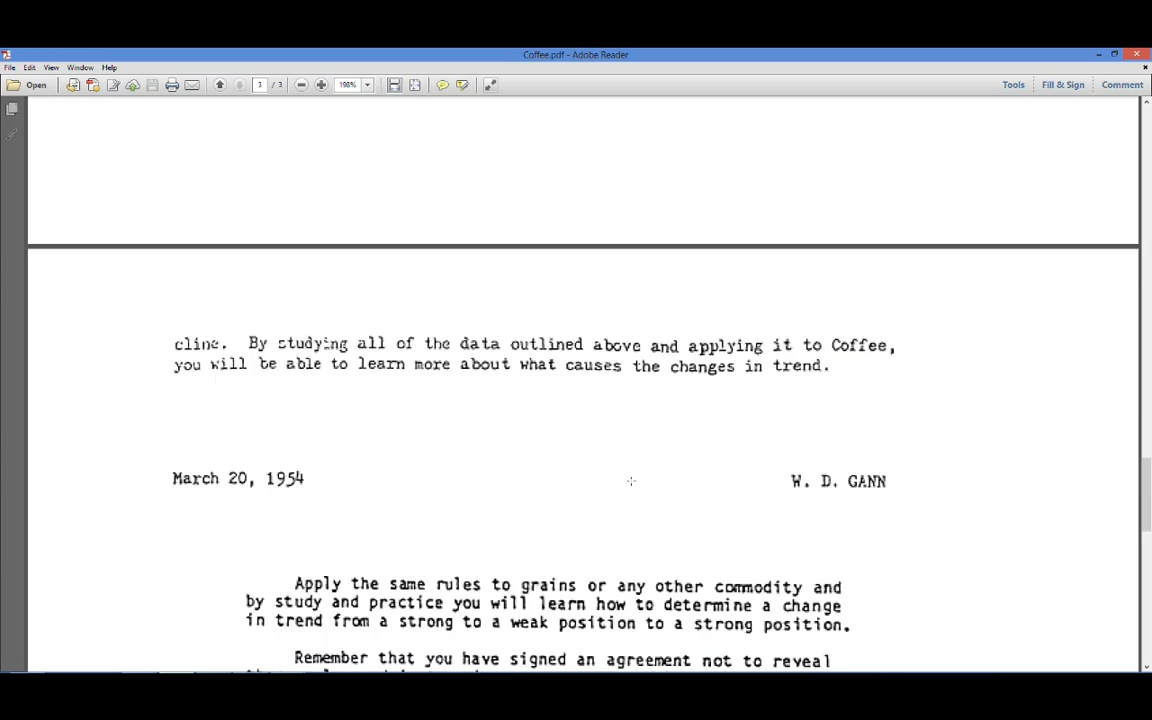 Coffee.pdf - Adobe Reader
File Edit View Window Help
Open 3 / 3 198% Tools Fill & Sign Comment
cline. By studying all of the data outlined above and applying it to Coffee,
you will be able to learn more about what causes the changes in trend.
March 20, 1954 W. D. GANN
Apply the same rules to grains or any other commodity and
by study and practice you will learn how to determine a change
in trend from a strong to a weak position to a strong position.
Remember that you have signed an agreement not to reveal